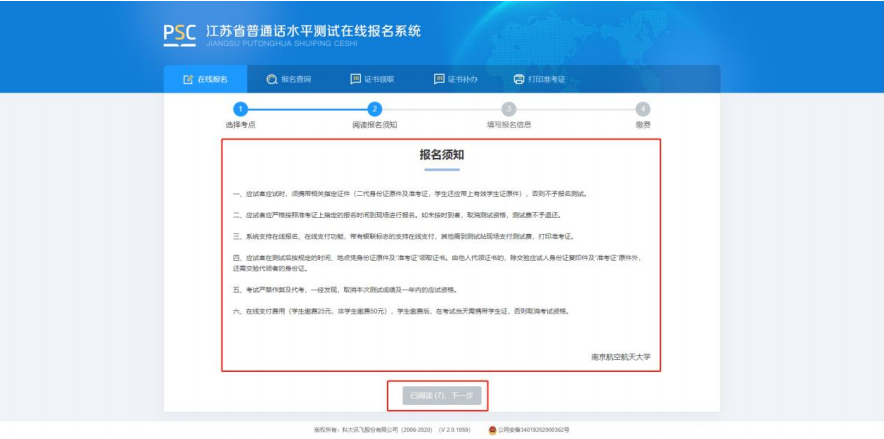 PSC 江苏省普通话水平测试在线报名系统
JIANGSU PUTONGHUA SHUIPING CESHI
在线报名 报名查询 证书领取 证书补办 打印准考证
1 2 3 4
选择考点 阅读报名须知 填写报名信息 缴费
报名须知
一、应试者应试时，须携带相关指定证件（二代身份证原件及准考证，学生还应带上有效学生证原件），否则不予报名测试。
二、应试者应严格按照准考证上指定的报名时间到现场进行报名。如未按时到者，取消测试资格，测试费不予退还。
三、系统支持在线报名、在线支付功能，带有银联标志的支持在线支付，其他需到测试站现场支付测试费，打印准考证。
四、应试者在测试后按规定的时间、地点凭身份证原件及"准考证"领取证书。由他人代领证书的，除交验应试人身份证复印件及"准考证"原件外，
还需交验代领者的身份证。
五、考试严禁作弊及代考，一经发现，取消本次测试成绩及一年内的应试资格。
六、在线支付费用（学生缴费25元，非学生缴费50元），学生缴费后，在考试当天需携带学生证，否则取消考试资格。
南京航空航天大学
已阅读 (7)，下一步
版权所有：科大讯飞股份有限公司 (2006-2020) (V 2.0.1059) 公网安备34019202000362号